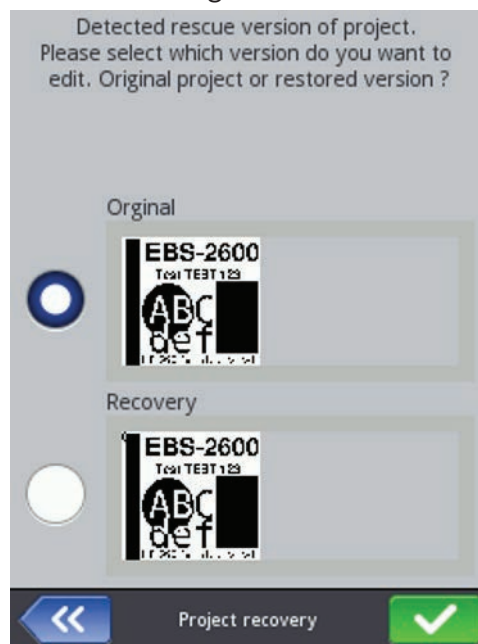 Detected rescue version of project.
Please select which version do you want to
edit. Original project or restored version ?
Orginal
EBS-2600
Test TEST 123
ABC
def
Recovery
EBS-2600
Test TEST 123
ABC
def
Project recovery